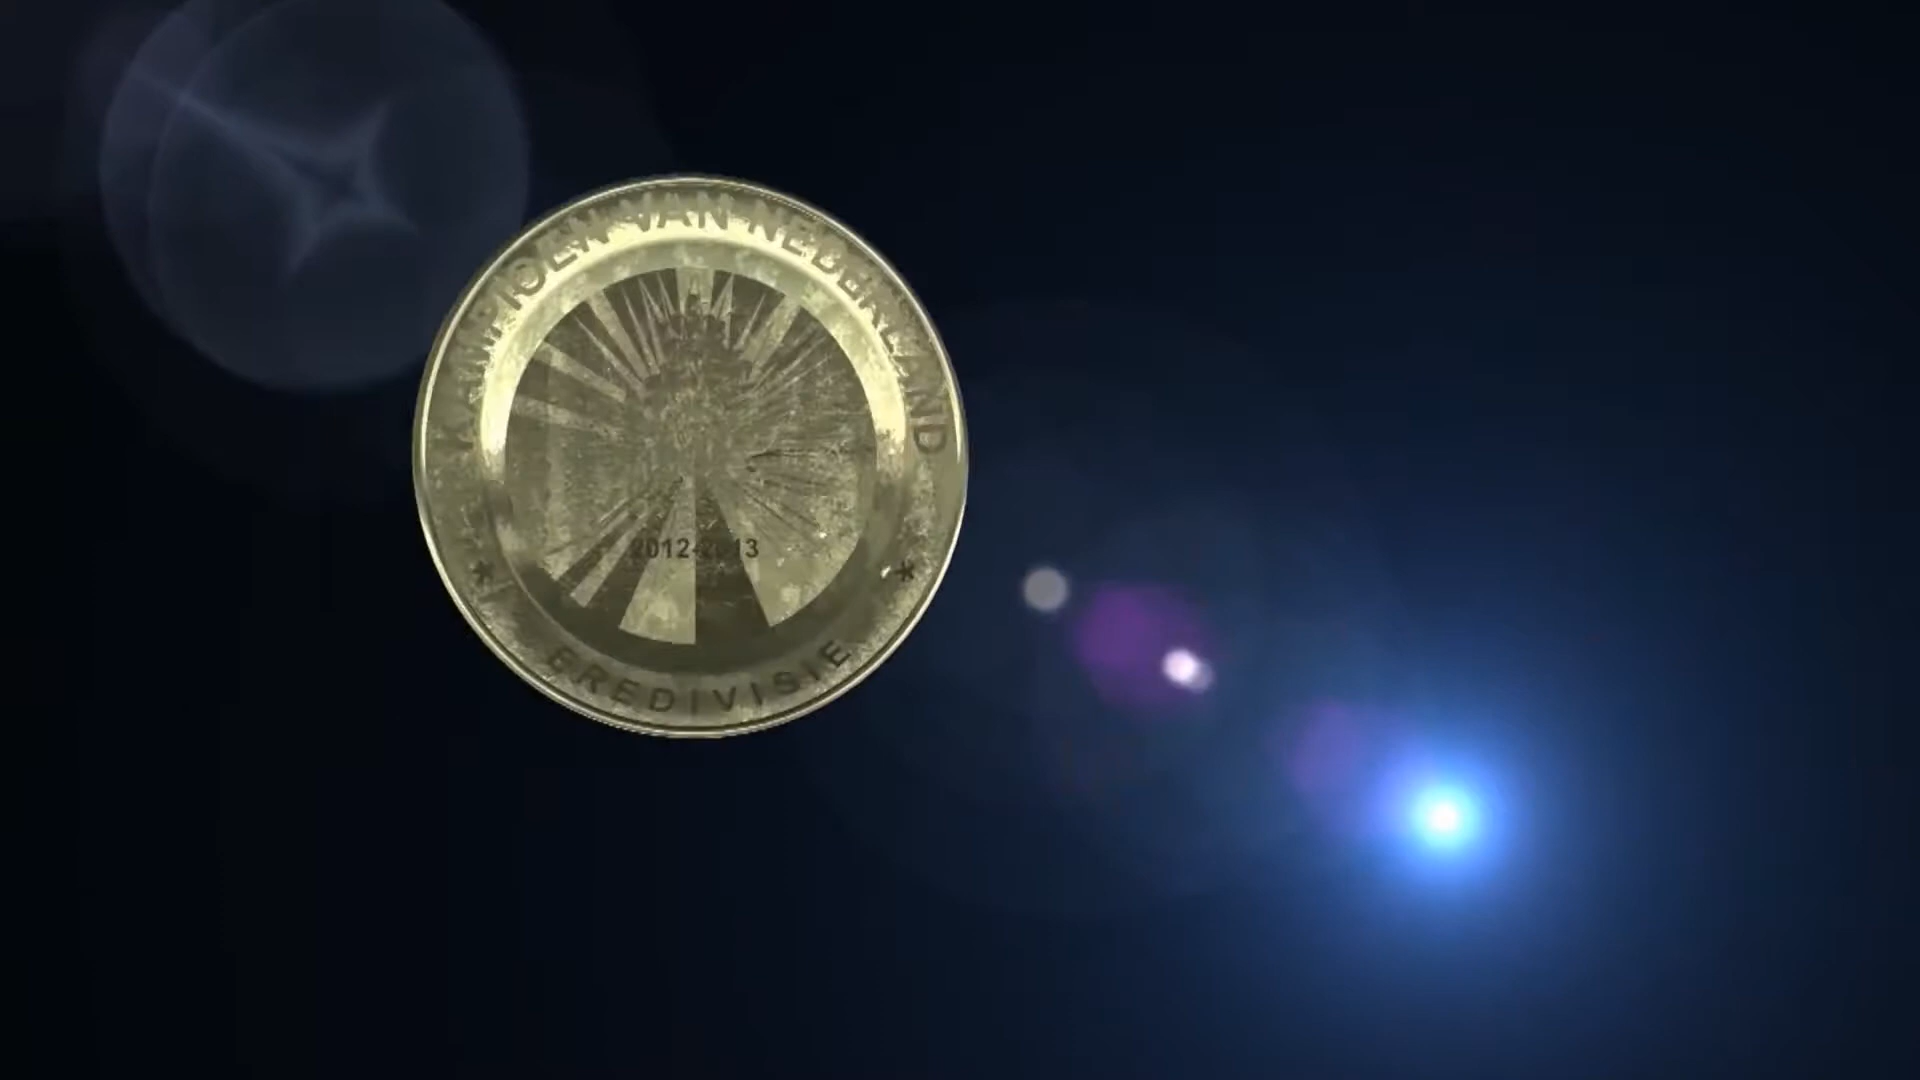 KAMPIOEN VAN NEDERLAND
2012-2013
* EREDIVISIE *